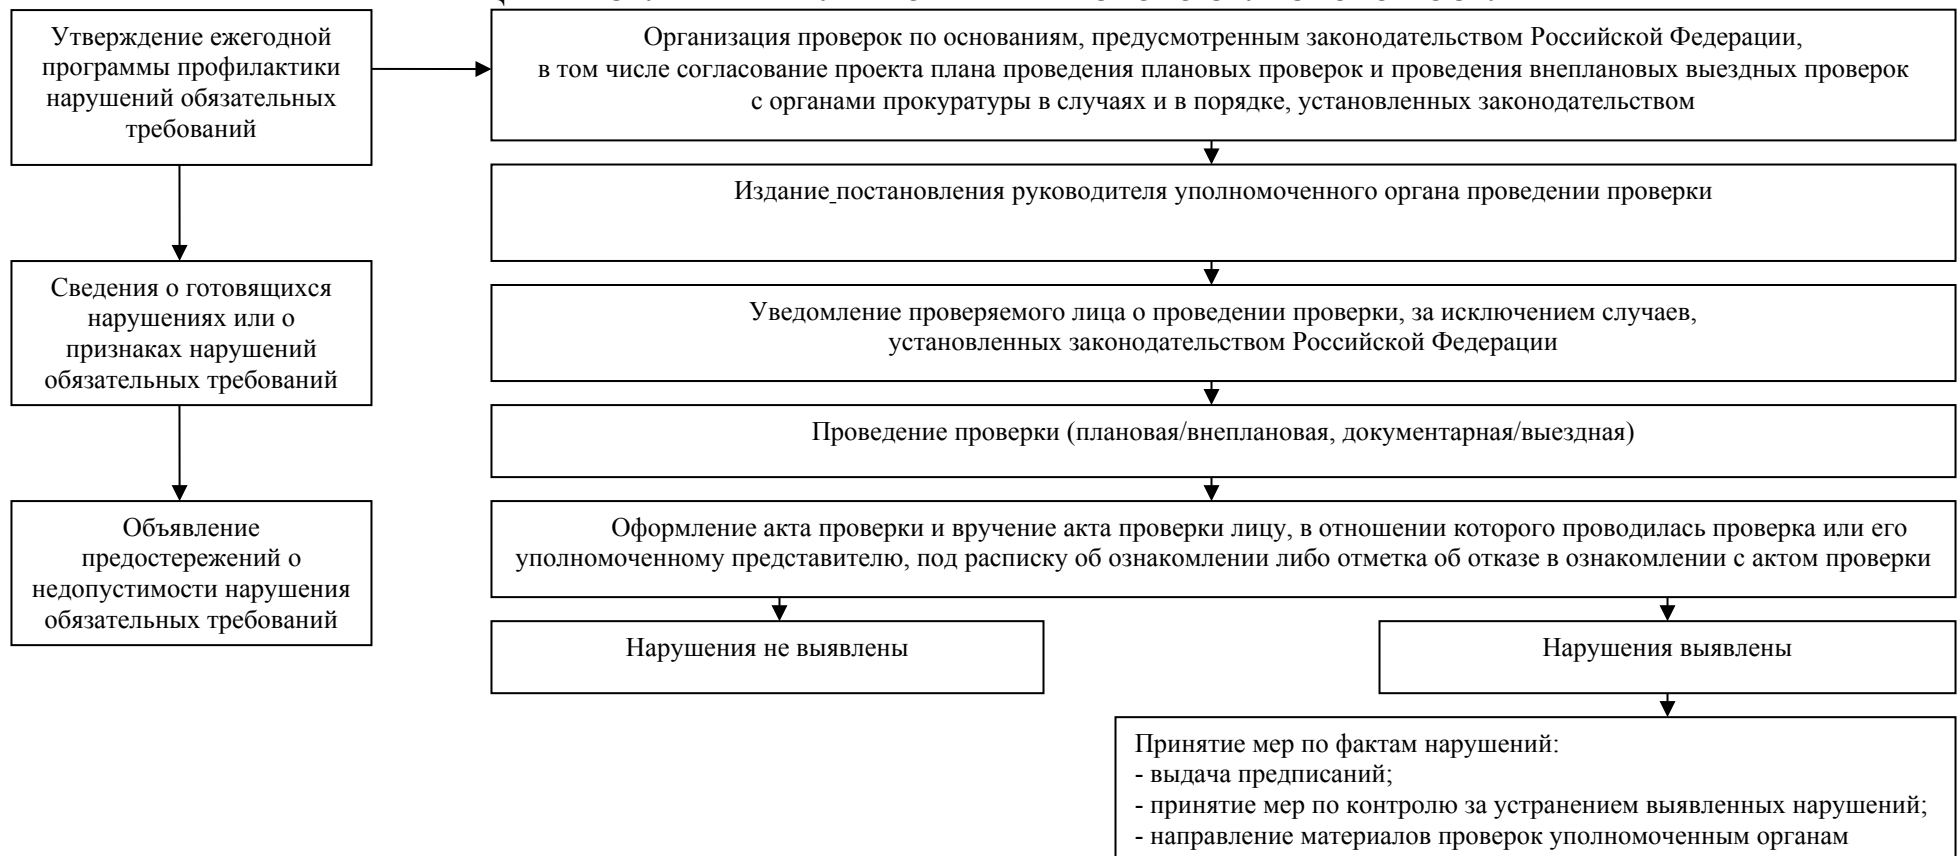 Утверждение ежегодной
программы профилактики
нарушений обязательных
требований
Организация проверок по основаниям, предусмотренным законодательством Российской Федерации,
в том числе согласование проекта плана проведения плановых проверок и проведения внеплановых выездных проверок
с органами прокуратуры в случаях и в порядке, установленных законодательством
Издание постановления руководителя уполномоченного органа проведении проверки
Сведения о готовящихся
нарушениях или о
признаках нарушений
обязательных требований
Уведомление проверяемого лица о проведении проверки, за исключением случаев,
установленных законодательством Российской Федерации
Проведение проверки (плановая/внеплановая, документарная/выездная)
Объявление
предостережений о
недопустимости нарушения
обязательных требований
Оформление акта проверки и вручение акта проверки лицу, в отношении которого проводилась проверка или его
уполномоченному представителю, под расписку об ознакомлении либо отметка об отказе в ознакомлении с актом проверки
Нарушения не выявлены
Нарушения выявлены
Принятие мер по фактам нарушений:
- выдача предписаний;
- принятие мер по контролю за устранением выявленных нарушений;
- направление материалов проверок уполномоченным органам